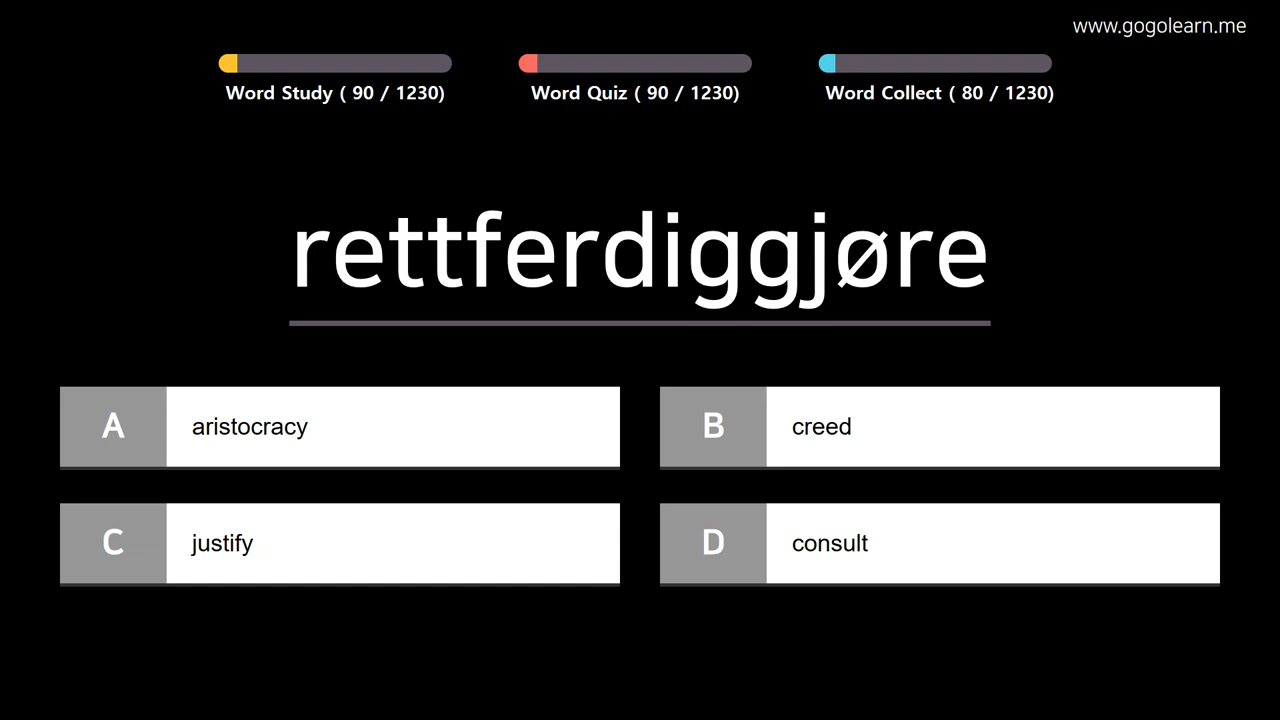 www.gogolearn.me
Word Study ( 90 / 1230)
Word Quiz ( 90 / 1230)
Word Collect ( 80 / 1230)
rettferdiggjøre
A aristocracy
B creed
C justify
D consult